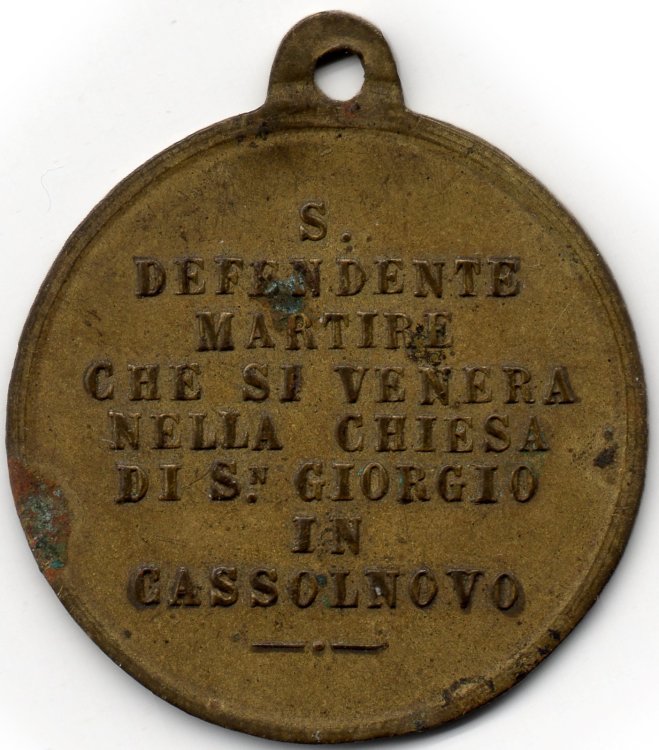 S.
DEFENDENTE
MARTIRE
CHE SI VENERA
NELLA CHIESA
DI S.N GIORGIO
IN
CASSOLNOVO